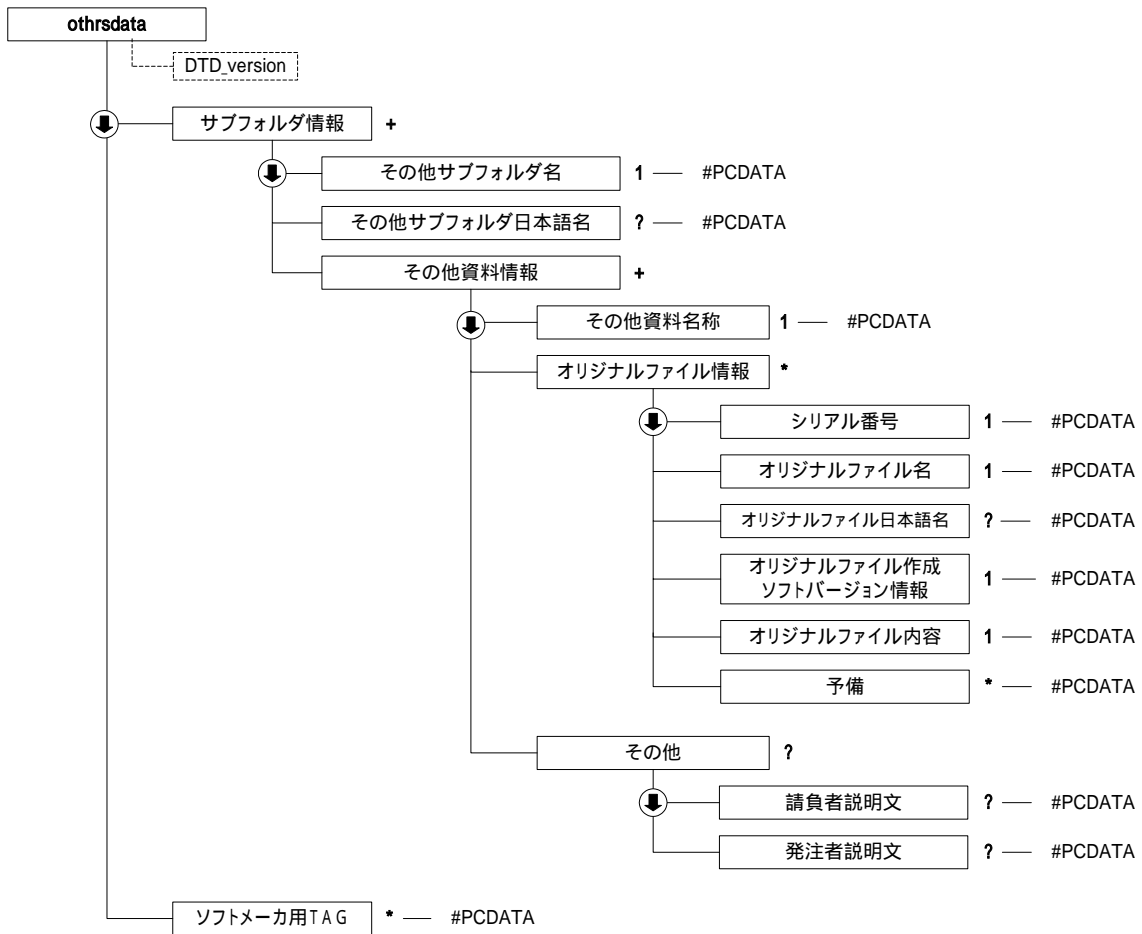 othrsdata
DTD_version
サブフォルダ情報 +
その他サブフォルダ名 1 #PCDATA
その他サブフォルダ日本語名 ? #PCDATA
その他資料情報 +
その他資料名称 1 #PCDATA
オリジナルファイル情報 *
シリアル番号 1 #PCDATA
オリジナルファイル名 1 #PCDATA
オリジナルファイル日本語名 ? #PCDATA
オリジナルファイル作成
ソフトバージョン情報 1 #PCDATA
オリジナルファイル内容 1 #PCDATA
予備 * #PCDATA
その他 ?
請負者説明文 ? #PCDATA
発注者説明文 ? #PCDATA
ソフトメーカ用TAG * #PCDATA